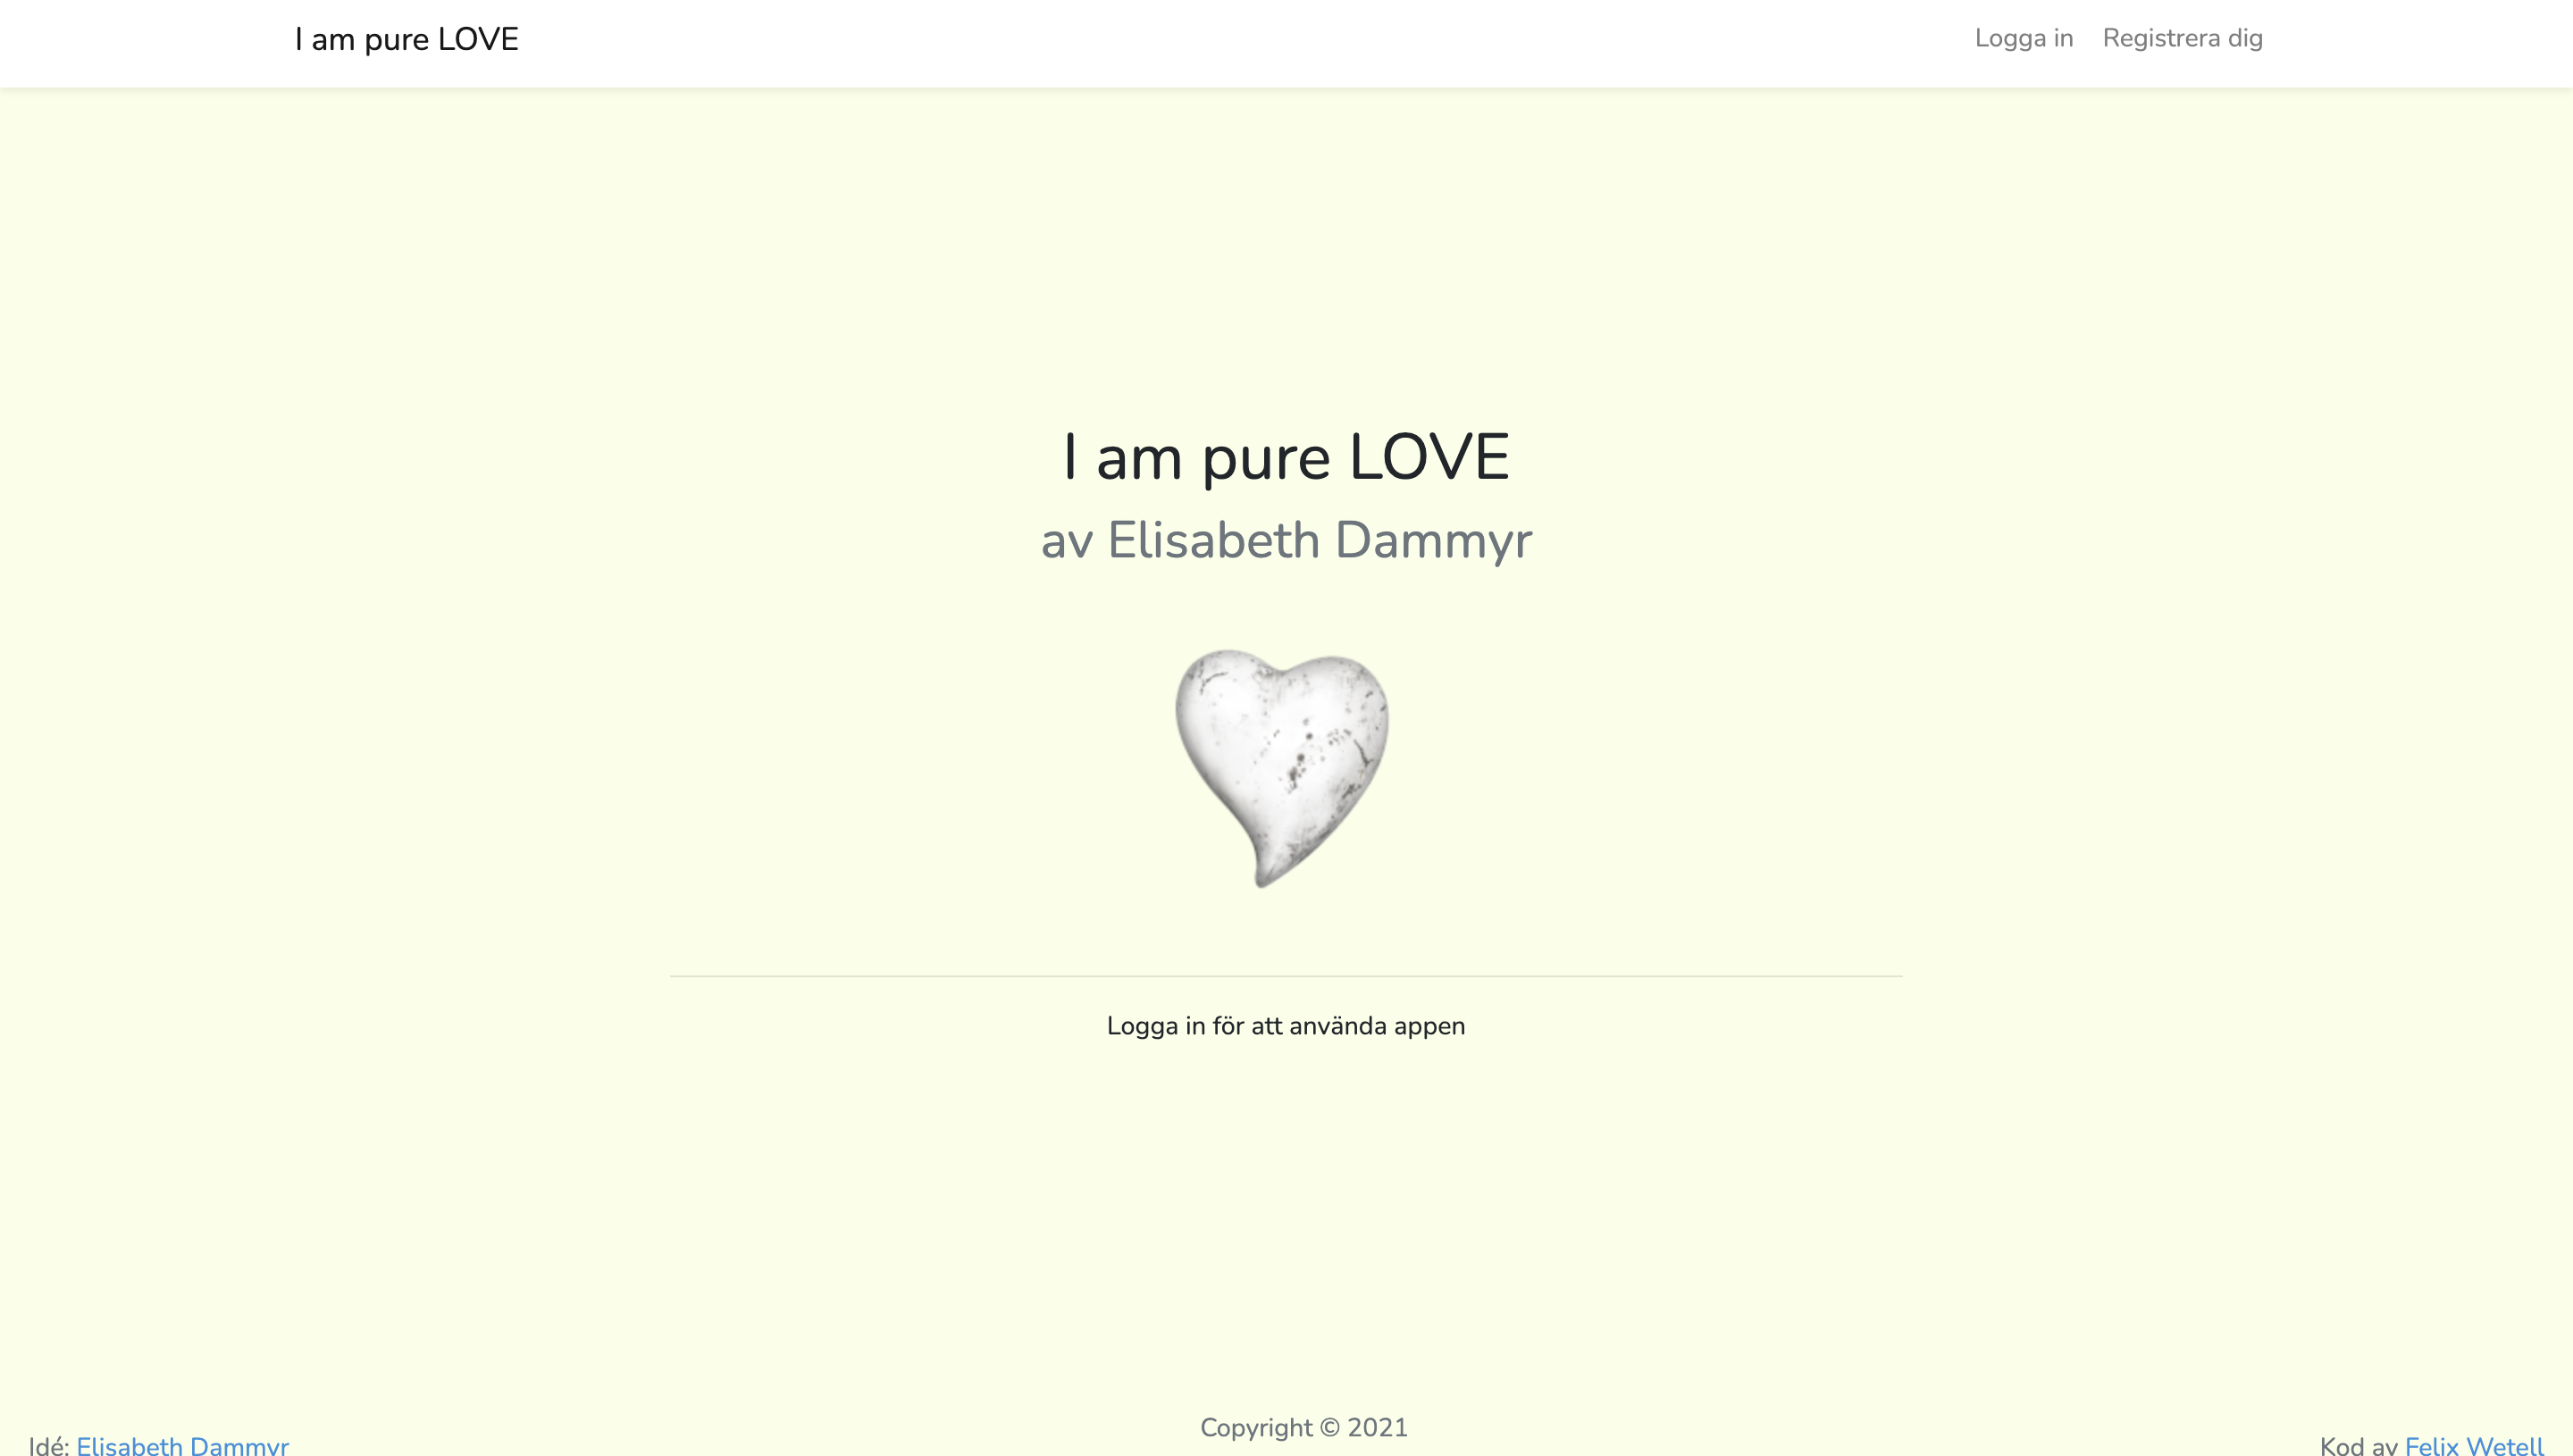 I am pure LOVE
Logga in Registrera dig
I am pure LOVE
av Elisabeth Dammyr
Logga in för att använda appen
Copyright © 2021
Idé: Elisabeth Dammyr
Kod av Felix Wetell